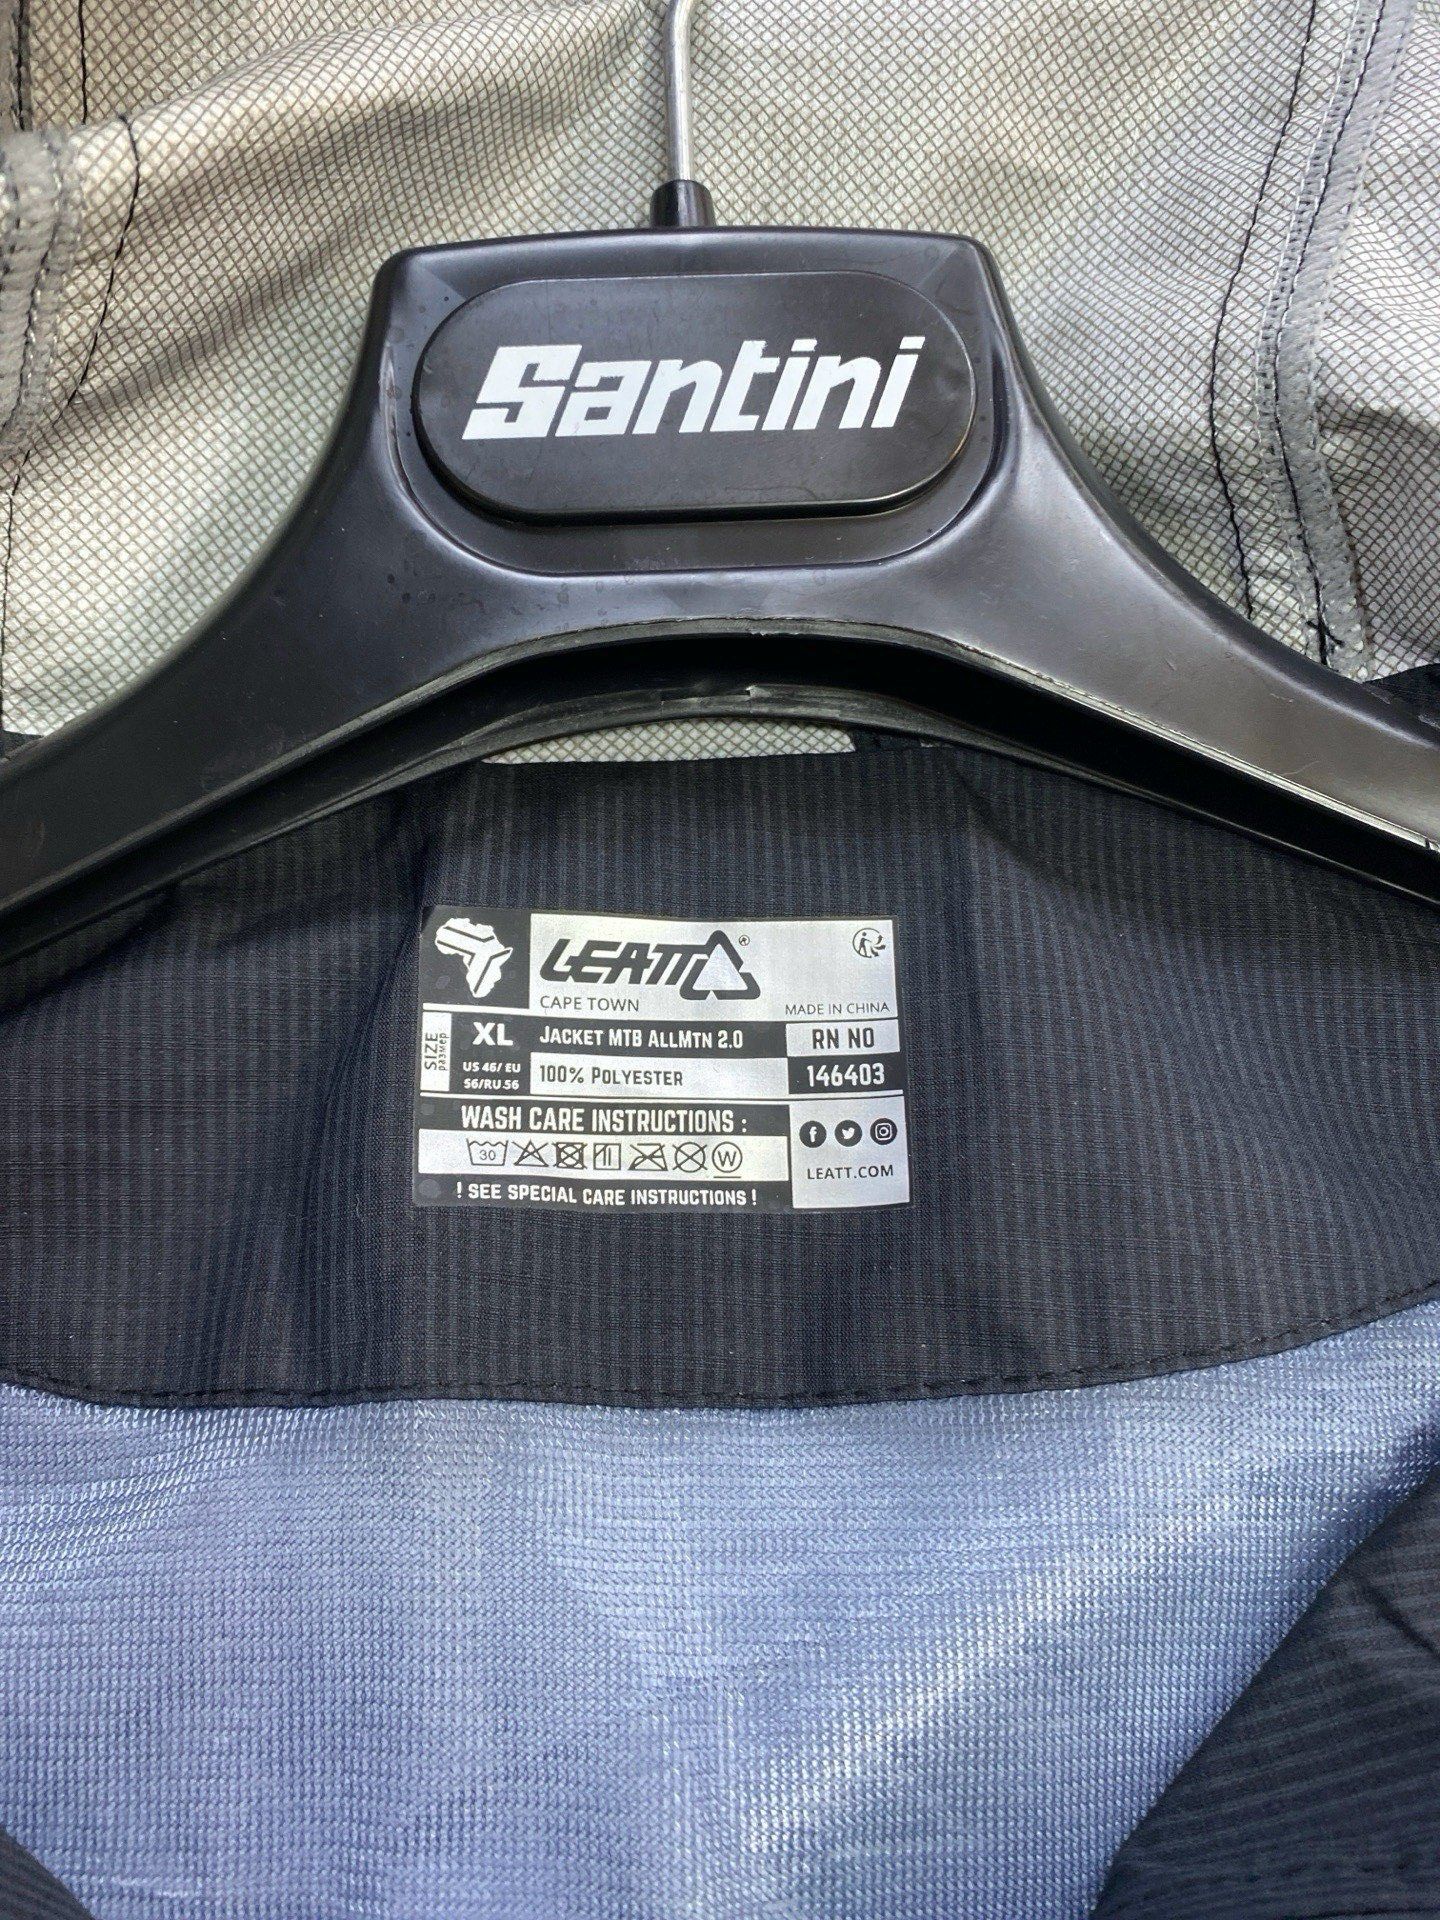 Santini
LEATT®
CAPE TOWN
MADE IN CHINA
SIZE
размер
XL
US 46/ EU
56/RU 56
JACKET MTB ALLMTN 2.0
100% POLYESTER
RN NO
146403
WASH CARE INSTRUCTIONS :
30
W
! SEE SPECIAL CARE INSTRUCTIONS !
LEATT.COM